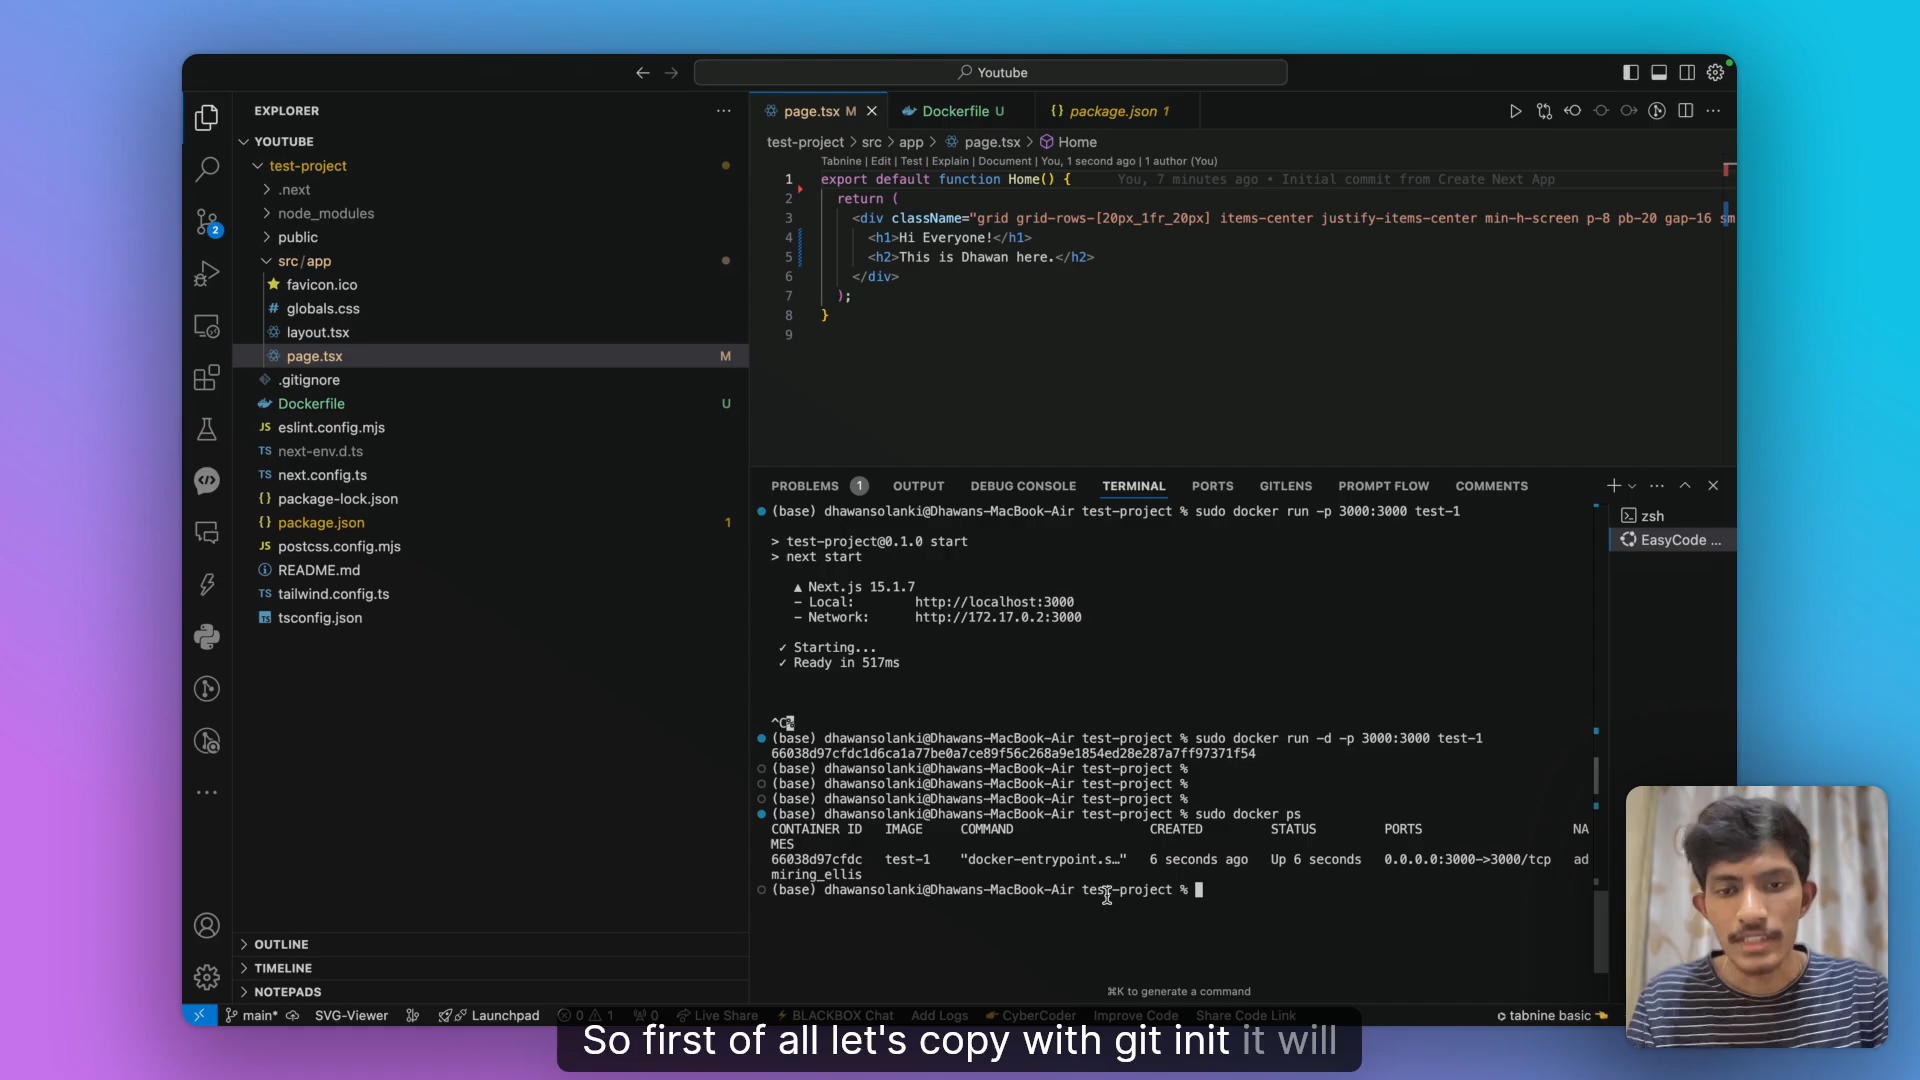 Youtube
EXPLORER
YOUTUBE
test-project
.next
node_modules
public
src/app
favicon.ico
# globals.css
layout.tsx
page.tsx M
.gitignore
Dockerfile U
JS eslint.config.mjs
TS next-env.d.ts
TS next.config.ts
{} package-lock.json
{} package.json 1
JS postcss.config.mjs
README.md
TS tailwind.config.ts
TS tsconfig.json
OUTLINE
TIMELINE
NOTEPADS
2
page.tsx M
Dockerfile U
{} package.json 1
test-project > src > app > page.tsx > Home
Tabnine | Edit | Test | Explain | Document | You, 1 second ago | 1 author (You)
1 export default function Home() { You, 7 minutes ago • Initial commit from Create Next App
2 return (
3 <div className="grid grid-rows-[20px_1fr_20px] items-center justify-items-center min-h-screen p-8 pb-20 gap-16 sm
4 <h1>Hi Everyone!</h1>
5 <h2>This is Dhawan here.</h2>
6 </div>
7 );
8 }
9
PROBLEMS 1 OUTPUT DEBUG CONSOLE TERMINAL PORTS GITLENS PROMPT FLOW COMMENTS
zsh
EasyCode ...
(base) dhawansolanki@Dhawans-MacBook-Air test-project % sudo docker run -p 3000:3000 test-1
> test-project@0.1.0 start
> next start
▲ Next.js 15.1.7
- Local: http://localhost:3000
- Network: http://172.17.0.2:3000
✓ Starting...
✓ Ready in 517ms
^C%
(base) dhawansolanki@Dhawans-MacBook-Air test-project % sudo docker run -d -p 3000:3000 test-1
66038d97cfdc1d6ca1a77be0a7ce89f56c268a9e1854ed28e287a7ff97371f54
(base) dhawansolanki@Dhawans-MacBook-Air test-project %
(base) dhawansolanki@Dhawans-MacBook-Air test-project %
(base) dhawansolanki@Dhawans-MacBook-Air test-project %
(base) dhawansolanki@Dhawans-MacBook-Air test-project % sudo docker ps
CONTAINER ID IMAGE COMMAND CREATED STATUS PORTS NA
MES
66038d97cfdc test-1 "docker-entrypoint.s…" 6 seconds ago Up 6 seconds 0.0.0.0:3000->3000/tcp ad
miring_ellis
(base) dhawansolanki@Dhawans-MacBook-Air test-project %
⌘K to generate a command
main* SVG-Viewer Launchpad 0 1 0 Live Share BLACKBOX Chat Add Logs CyberCoder Improve Code Share Code Link tabnine basic
So first of all let's copy with git init it will